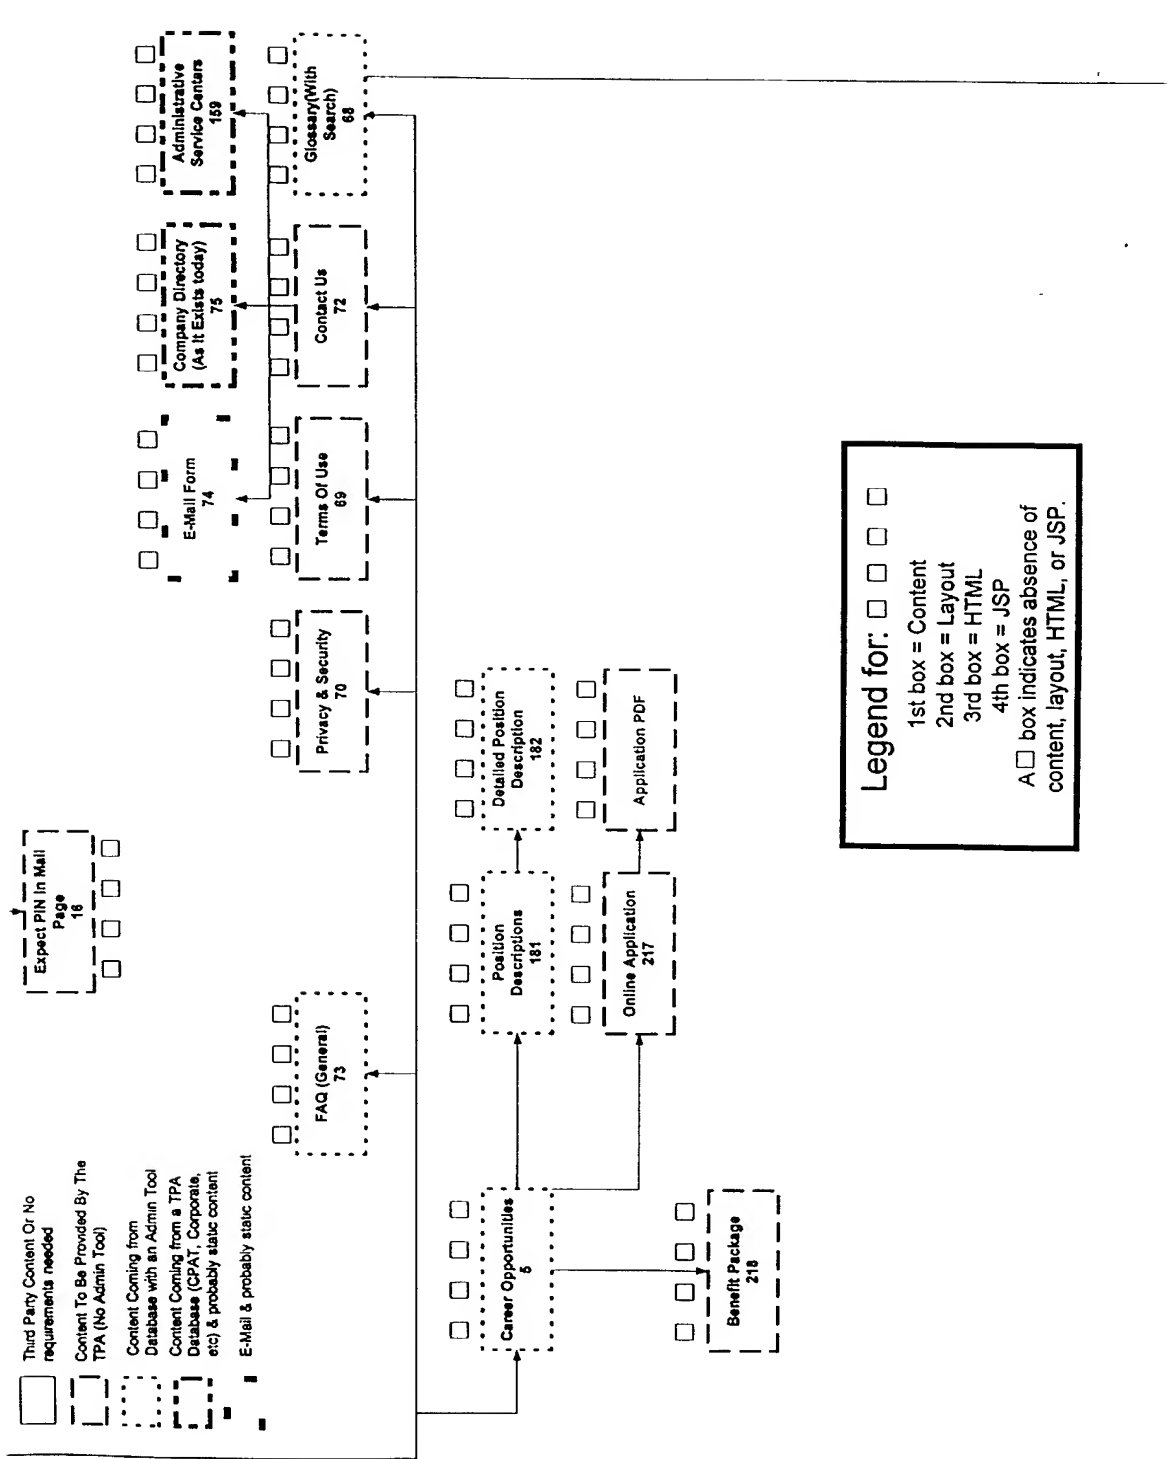 Third Party Content Or No
requirements needed
Content To Be Provided By The
TPA (No Admin Tool)
Content Coming from
Database with an Admin Tool
Content Coming from a TPA
Database (CPAT, Corporate,
etc) & probably static content
E-Mail & probably static content
Expect PIN In Mail
Page
16
E-Mail Form
74
Company Directory
(As It Exists today)
75
Administrative
Service Centers
159
FAQ (General)
73
Privacy & Security
70
Terms Of Use
69
Contact Us
72
Glossary(With
Search)
68
Career Opportunities
5
Position
Descriptions
181
Detailed Position
Description
182
Online Application
217
Application PDF
Benefit Package
218
Legend for: □ □ □ □
1st box = Content
2nd box = Layout
3rd box = HTML
4th box = JSP
A□ box indicates absence of
content, layout, HTML, or JSP.